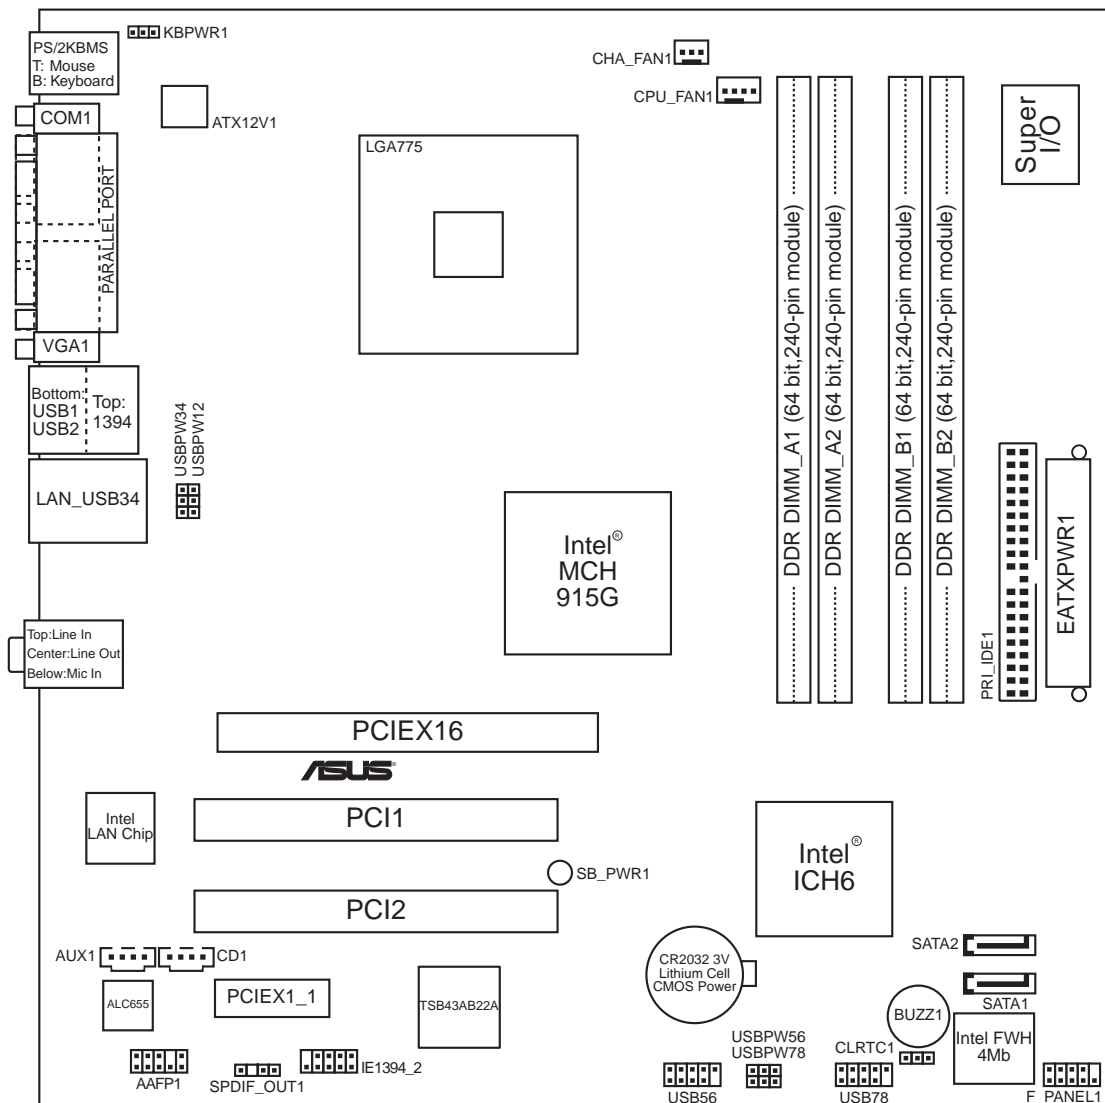 KBPWR1
PS/2KBMS
T: Mouse
B: Keyboard
CHA_FAN1
CPU_FAN1
COM1
ATX12V1
Super
I/O
LGA775
PARALLEL PORT
VGA1
Bottom:
USB1
USB2
Top:
1394
USBPW34
USBPW12
LAN_USB34
DDR DIMM_A1 (64 bit,240-pin module)
DDR DIMM_A2 (64 bit,240-pin module)
DDR DIMM_B1 (64 bit,240-pin module)
DDR DIMM_B2 (64 bit,240-pin module)
PRI_IDE1
EATXPWR1
Intel®
MCH
915G
Top:Line In
Center:Line Out
Below:Mic In
PCIEX16
ASUS®
Intel
LAN Chip
PCI1
Intel®
ICH6
SB_PWR1
PCI2
AUX1
CD1
SATA2
CR2032 3V
Lithium Cell
CMOS Power
ALC655
PCIEX1_1
TSB43AB22A
SATA1
BUZZ1
Intel FWH
4Mb
USBPW56
USBPW78
CLRTC1
AAFP1
SPDIF_OUT1
IE1394_2
USB56
USB78
F PANEL1